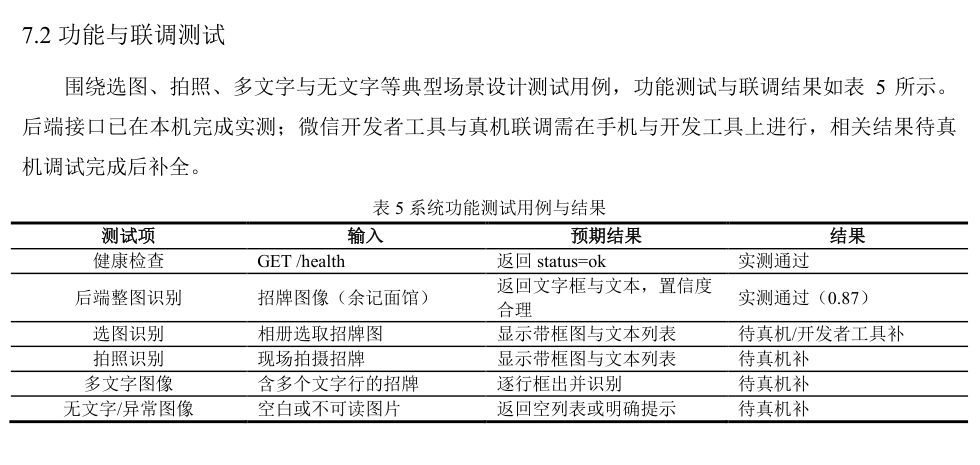 7.2 功能与联调测试
围绕选图、拍照、多文字与无文字等典型场景设计测试用例，功能测试与联调结果如表 5 所示。
后端接口已在本机完成实测；微信开发者工具与真机联调需在手机与开发工具上进行，相关结果待真
机调试完成后补全。
表 5 系统功能测试用例与结果
测试项 输入 预期结果 结果
健康检查 GET /health 返回 status=ok 实测通过
后端整图识别 招牌图像（余记面馆） 返回文字框与文本，置信度
合理 实测通过（0.87）
选图识别 相册选取招牌图 显示带框图与文本列表 待真机/开发者工具补
拍照识别 现场拍摄招牌 显示带框图与文本列表 待真机补
多文字图像 含多个文字行的招牌 逐行框出并识别 待真机补
无文字/异常图像 空白或不可读图片 返回空列表或明确提示 待真机补